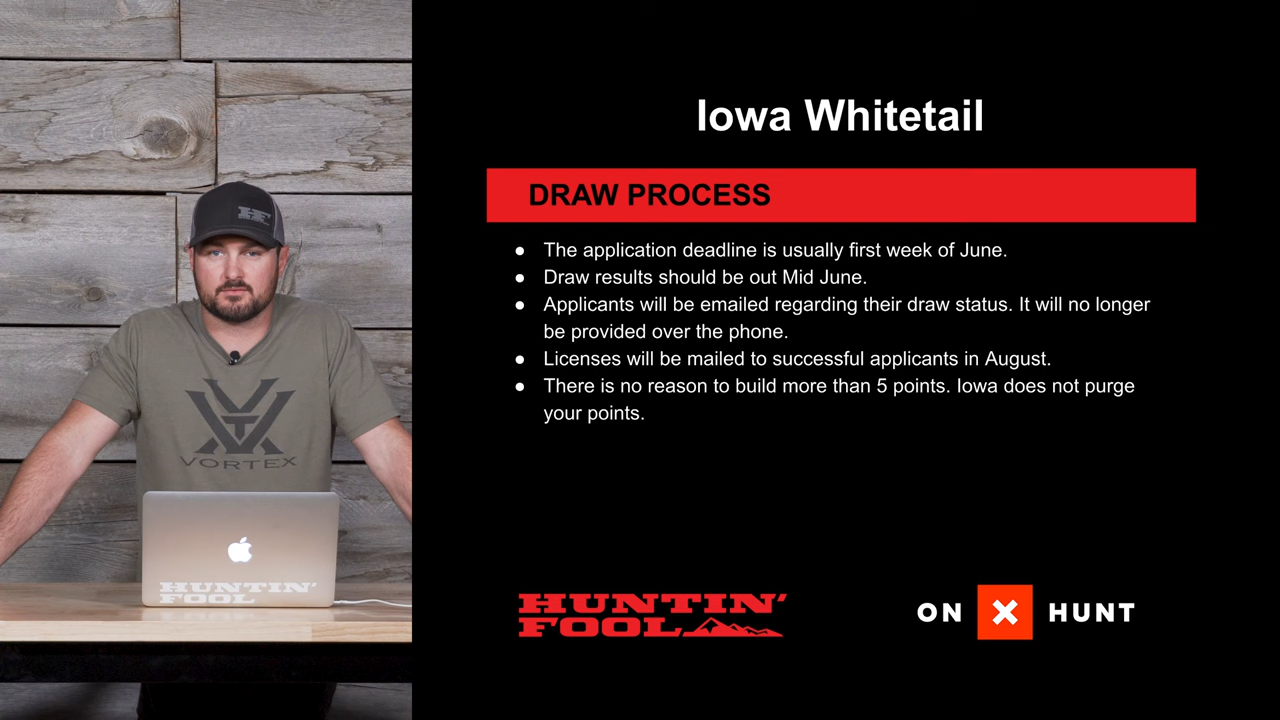 Iowa Whitetail
DRAW PROCESS
● The application deadline is usually first week of June.
● Draw results should be out Mid June.
● Applicants will be emailed regarding their draw status. It will no longer
be provided over the phone.
● Licenses will be mailed to successful applicants in August.
● There is no reason to build more than 5 points. Iowa does not purge
your points.
HF
VORTEX
HUNTIN'
FOOL
HUNTIN'
FOOL
ON X HUNT